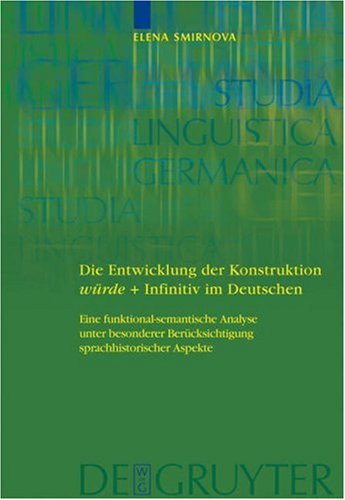 ELENA SMIRNOVA
STUDIA
LINGUISTICA
GERMANICA
STUDIA
Die Entwicklung der Konstruktion
würde + Infinitiv im Deutschen
Eine funktional-semantische Analyse
unter besonderer Berücksichtigung
sprachhistorischer Aspekte
DE GRUYTER
W
DE
G